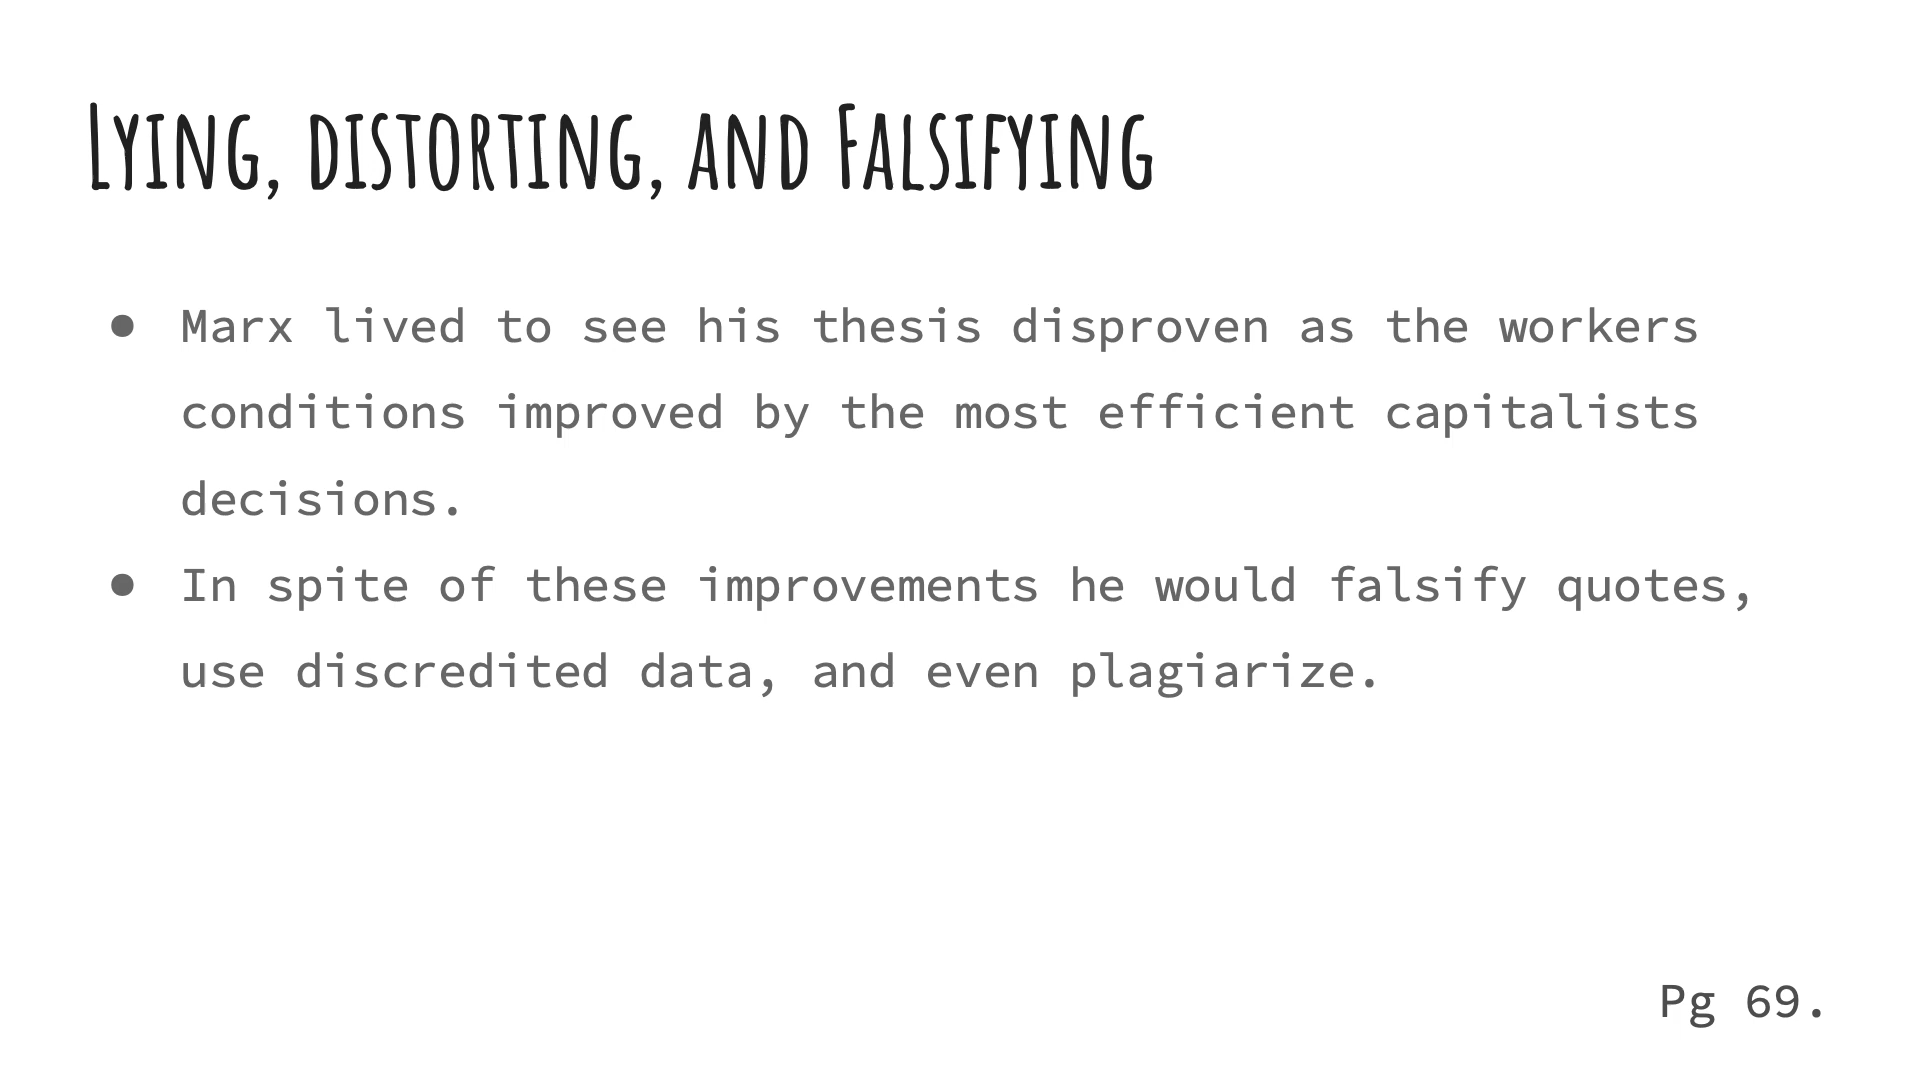 Lying, distorting, and Falsifying
● Marx lived to see his thesis disproven as the workers
conditions improved by the most efficient capitalists
decisions.
● In spite of these improvements he would falsify quotes,
use discredited data, and even plagiarize.
Pg 69.